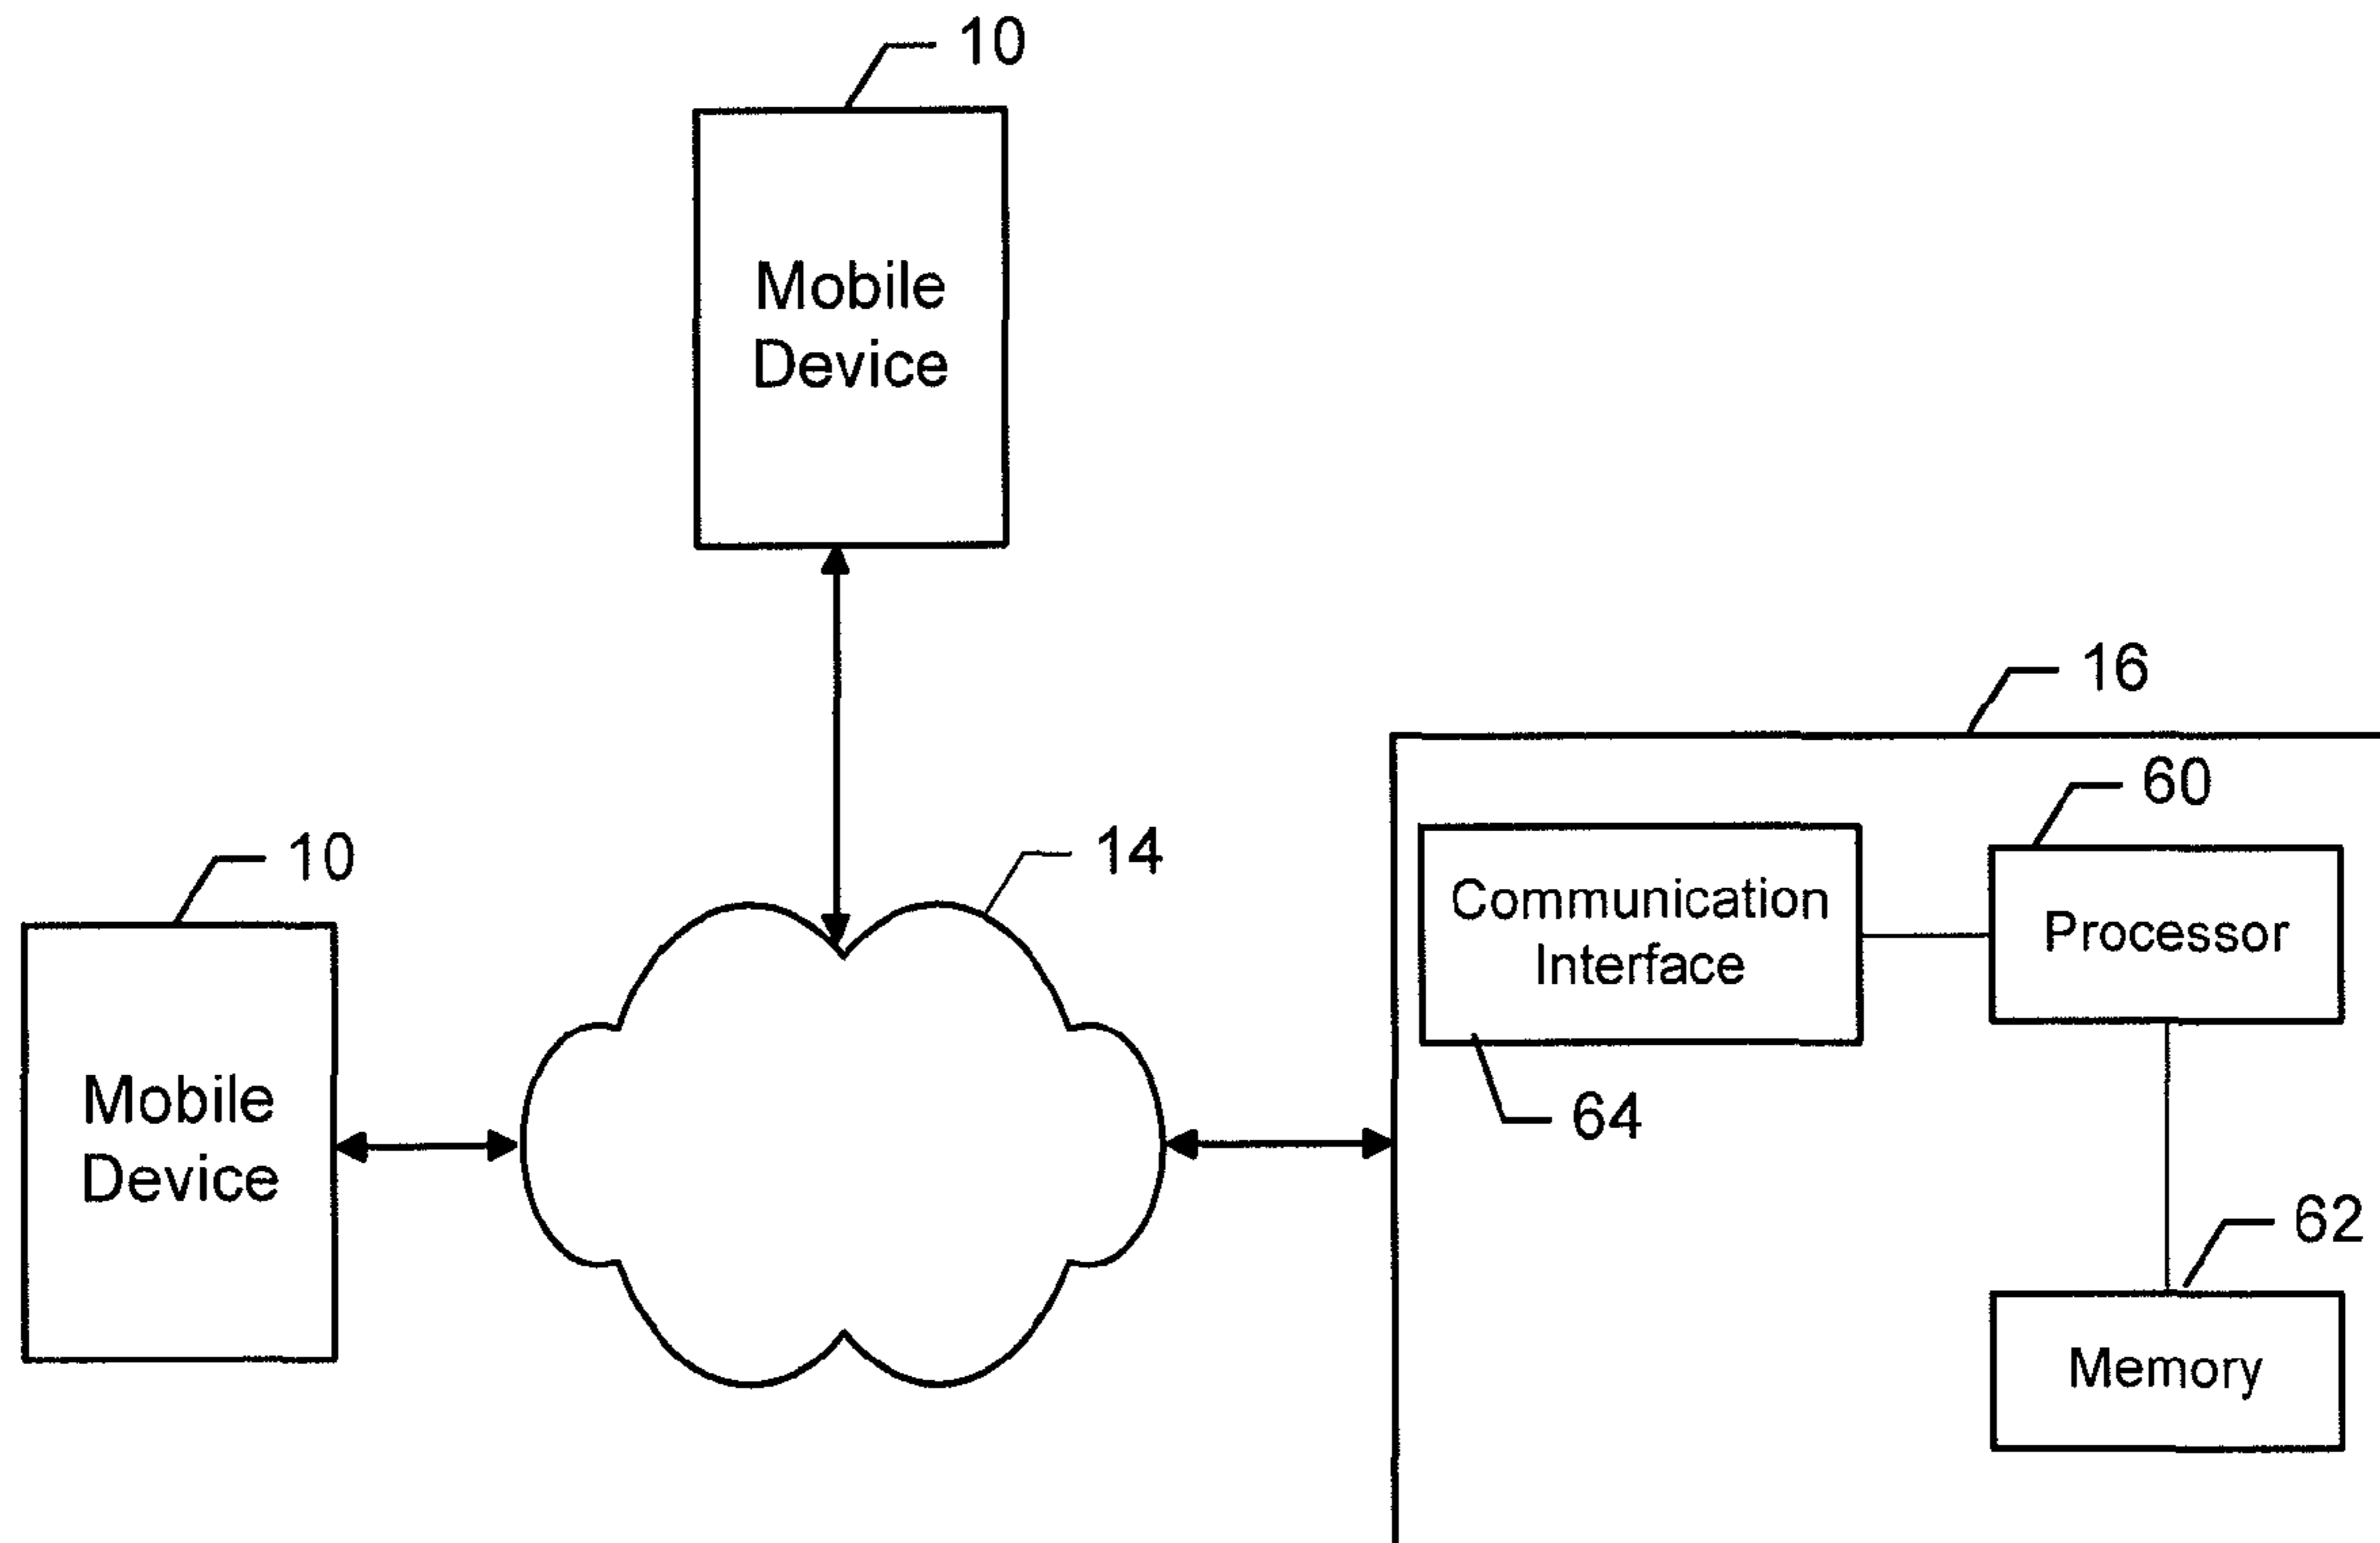 10
Mobile
Device
16
60
10
14
Communication
Interface
Processor
Mobile
Device
64
62
Memory